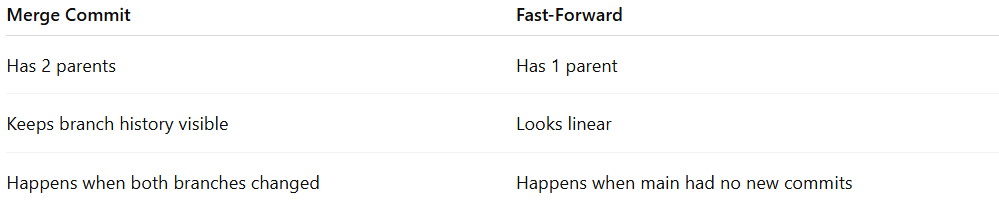 Merge Commit Fast-Forward
Has 2 parents Has 1 parent
Keeps branch history visible Looks linear
Happens when both branches changed Happens when main had no new commits